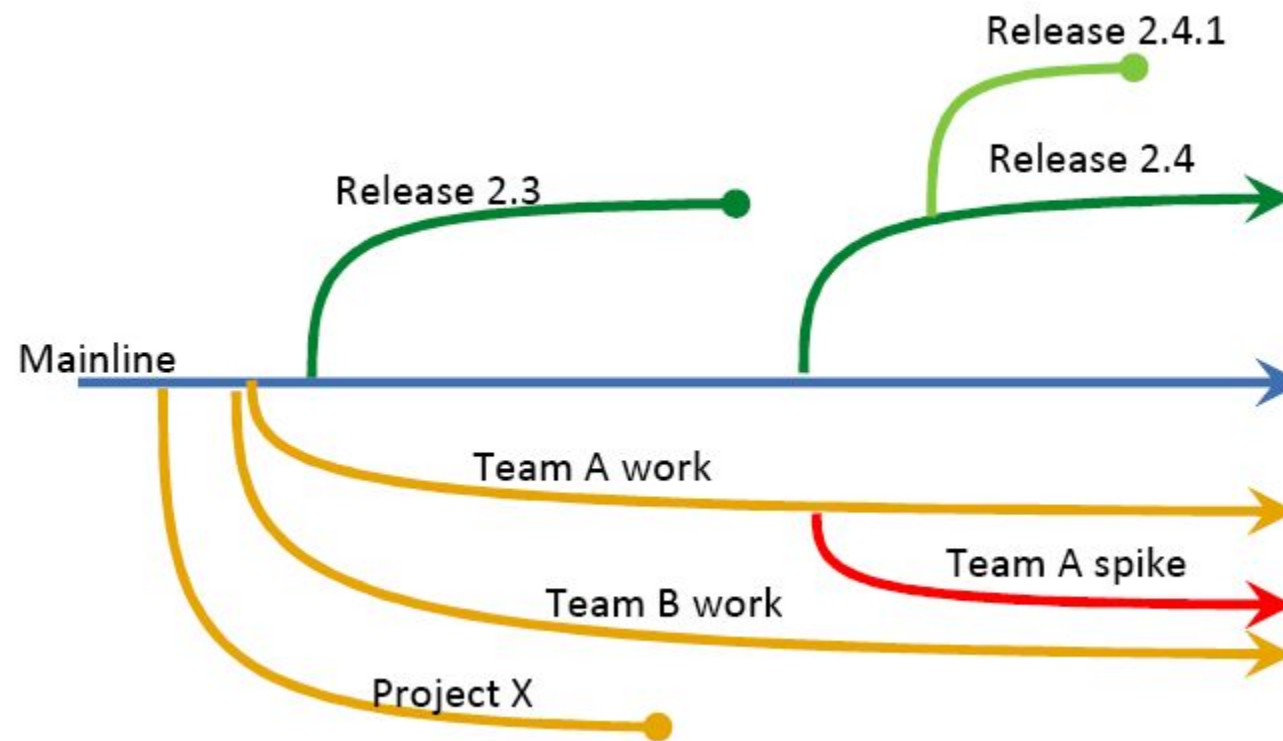 Release 2.4.1
Release 2.4
Release 2.3
Mainline
Team A work
Team A spike
Team B work
Project X